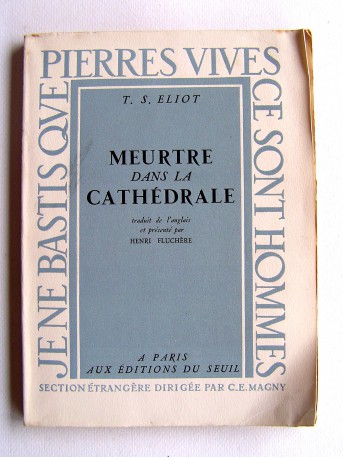 JE NE BASTIS QVE
PIERRES VIVES
CE SONT HOMMES
T. S. ELIOT
MEURTRE
DANS LA
CATHÉDRALE
traduit de l'anglais
et présenté par
HENRI FLUCHÈRE
A PARIS
AUX ÉDITIONS DU SEUIL
SECTION ÉTRANGÈRE DIRIGÉE PAR C.E. MAGNY